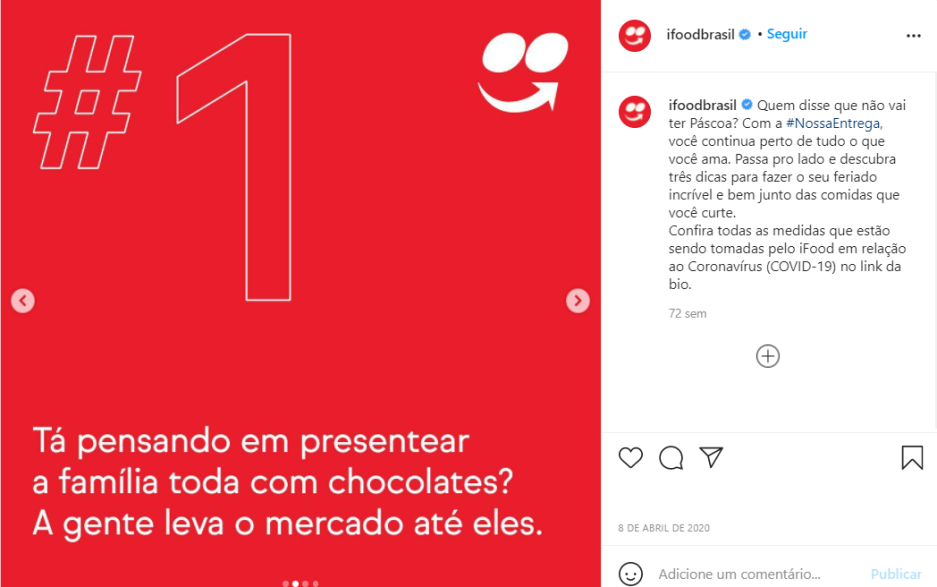 #1
Tá pensando em presentear
a família toda com chocolates?
A gente leva o mercado até eles.
ifoodbrasil • Seguir
ifoodbrasil Quem disse que não vai
ter Páscoa? Com a #NossaEntrega,
você continua perto de tudo o que
você ama. Passa pro lado e descubra
três dicas para fazer o seu feriado
incrível e bem junto das comidas que
você curte.
Confira todas as medidas que estão
sendo tomadas pelo iFood em relação
ao Coronavírus (COVID-19) no link da
bio.
72 sem
8 DE ABRIL DE 2020
Adicione um comentário... Publicar